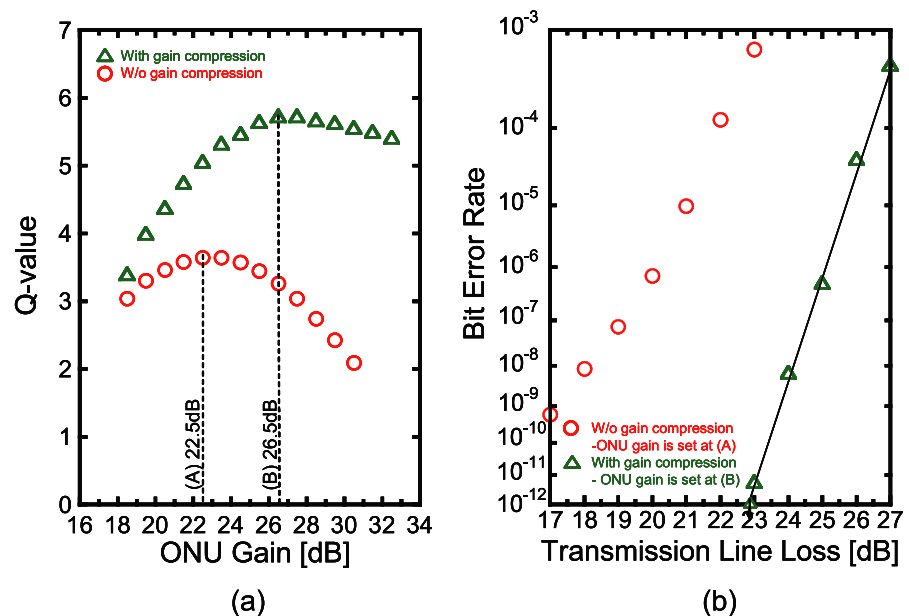 7
6
5
4
3
2
1
0
Q-value
With gain compression
W/o gain compression
(A) 22.5dB
(B) 26.5dB
16 18 20 22 24 26 28 30 32 34
ONU Gain [dB]
(a)
10-3
10-4
10-5
10-6
10-7
10-8
10-9
10-10
10-11
10-12
Bit Error Rate
W/o gain compression
-ONU gain is set at (A)
With gain compression
- ONU gain is set at (B)
17 18 19 20 21 22 23 24 25 26 27
Transmission Line Loss [dB]
(b)